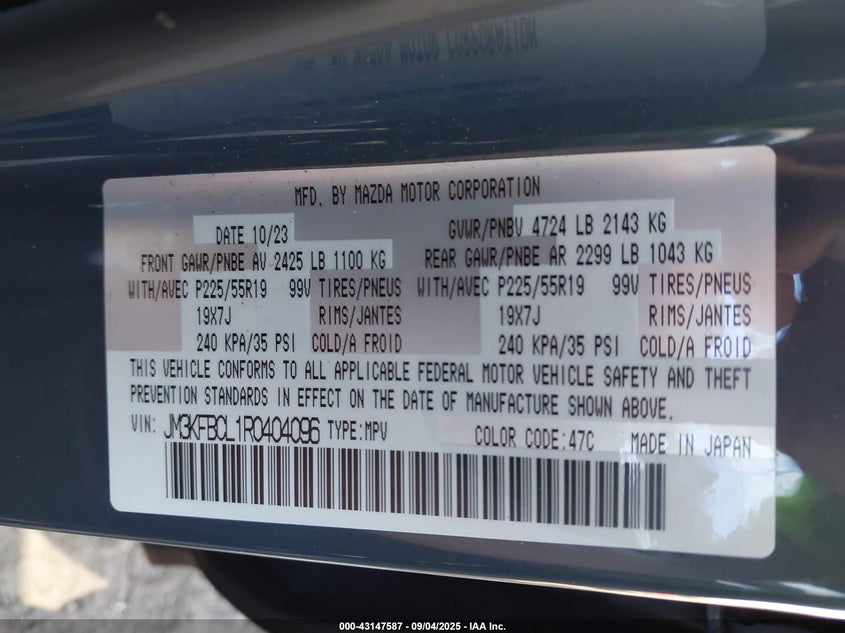 MFD. BY MAZDA MOTOR CORPORATION
DATE 10/23 GVWR/PNBV 4724 LB 2143 KG
FRONT GAWR/PNBE AV 2425 LB 1100 KG REAR GAWR/PNBE AR 2299 LB 1043 KG
WITH/AVEC P225/55R19 99V TIRES/PNEUS WITH/AVEC P225/55R19 99V TIRES/PNEUS
19X7J RIMS/JANTES 19X7J RIMS/JANTES
240 KPA/35 PSI COLD/A FROID 240 KPA/35 PSI COLD/A FROID
THIS VEHICLE CONFORMS TO ALL APPLICABLE FEDERAL MOTOR VEHICLE SAFETY AND THEFT
PREVENTION STANDARDS IN EFFECT ON THE DATE OF MANUFACTURE SHOWN ABOVE.
VIN: JM3KFBCL1R0404096 TYPE:MPV COLOR CODE:47C MADE IN JAPAN
000-43147587 - 09/04/2025 - IAA Inc.